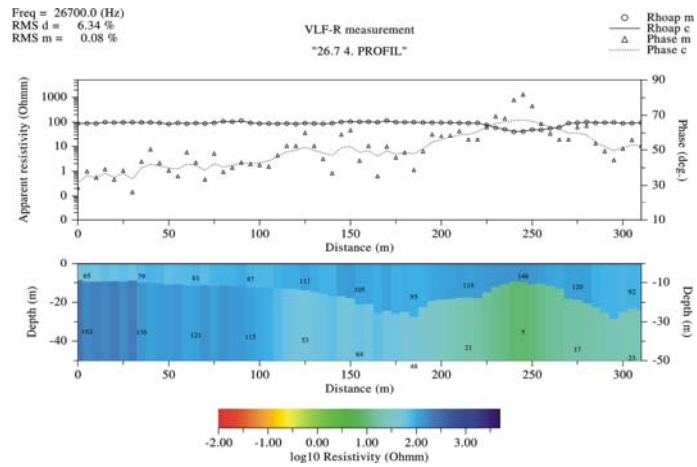 Freq = 26700.0 (Hz)
RMS d = 6.34 %
RMS m = 0.08 %
VLF-R measurement
"26.7 4. PROFIL"
Rhoap m
Rhoap c
Phase m
Phase c
Apparent resistivity (Ohmm)
1000
100
10
1
0
0
90
70
50
30
10
Phase (deg.)
0 50 100 150 200 250 300
Distance (m)
Depth (m)
0
-20
-40
-10
-30
-50
Depth (m)
85 79 81 87 111 105 95 118 146 120 92
136 121 115 53 64 48 21 9 17 23
0 50 100 150 200 250 300
Distance (m)
-2.00 -1.00 0.00 1.00 2.00 3.00
log10 Resistivity (Ohmm)